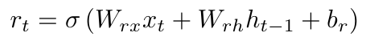 r_t = σ (W_{rx} x_t + W_{rh} h_{t−1} + b_r)